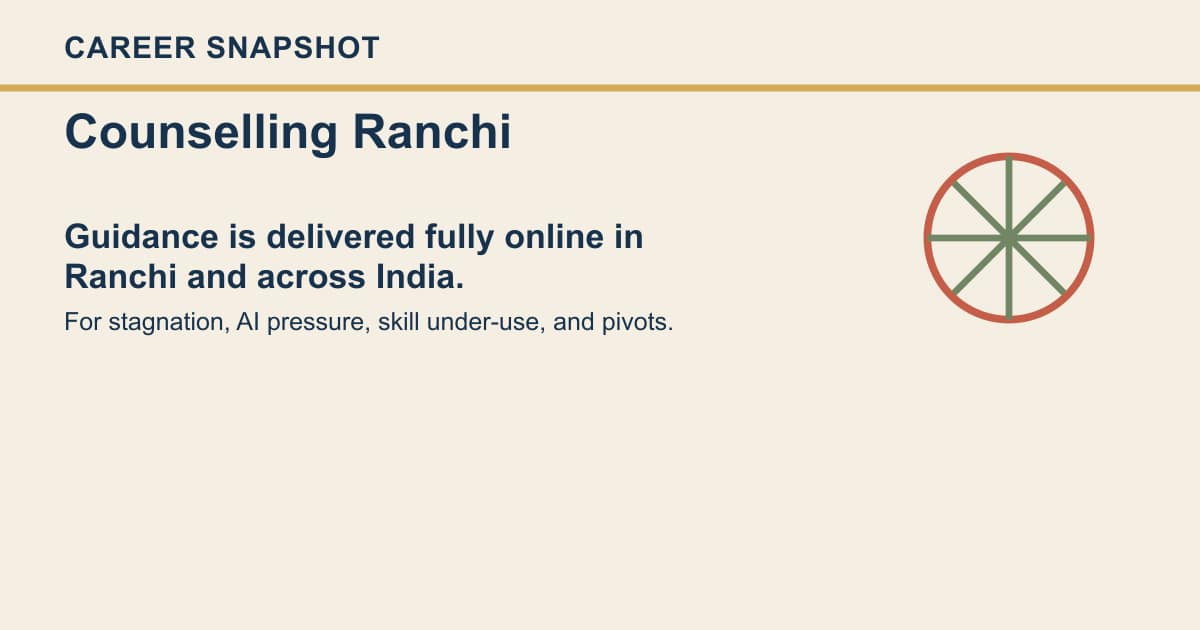 CAREER SNAPSHOT
Counselling Ranchi
Guidance is delivered fully online in
Ranchi and across India.
For stagnation, AI pressure, skill under-use, and pivots.